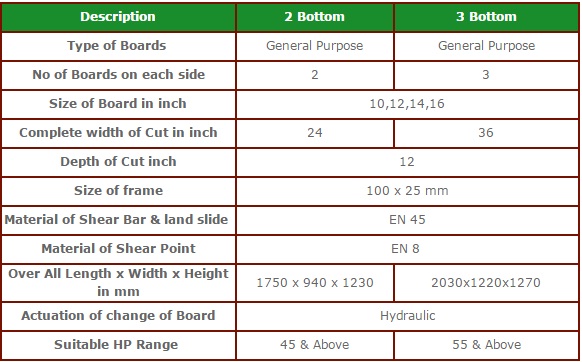 Description 2 Bottom 3 Bottom
Type of Boards General Purpose General Purpose
No of Boards on each side 2 3
Size of Board in inch 10,12,14,16
Complete width of Cut in inch 24 36
Depth of Cut inch 12
Size of frame 100 x 25 mm
Material of Shear Bar & land slide EN 45
Material of Shear Point EN 8
Over All Length x Width x Height
in mm 1750 x 940 x 1230 2030x1220x1270
Actuation of change of Board Hydraulic
Suitable HP Range 45 & Above 55 & Above